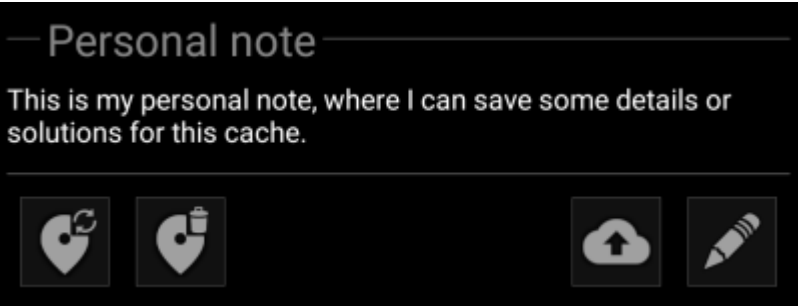 Personal note
This is my personal note, where I can save some details or
solutions for this cache.